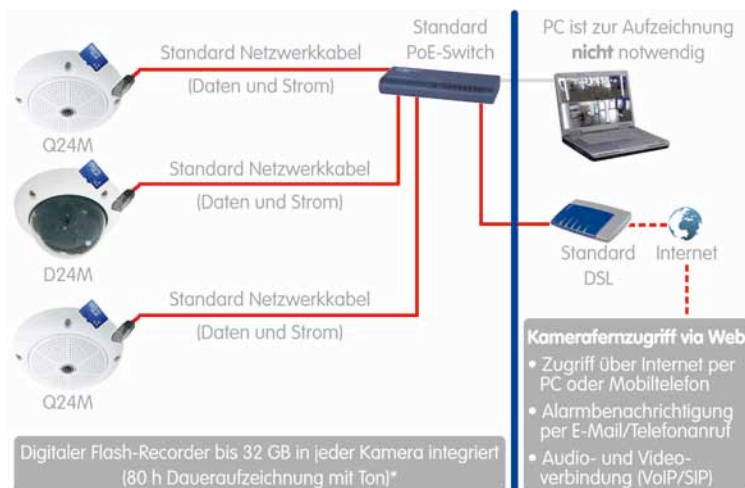 Standard Netzwerkkabel
(Daten und Strom)
Q24M
Standard Netzwerkkabel
(Daten und Strom)
D24M
Standard Netzwerkkabel
(Daten und Strom)
Q24M
Standard
PoE-Switch
Digitaler Flash-Recorder bis 32 GB in jeder Kamera integriert
(80 h Daueraufzeichnung mit Ton)*
PC ist zur Aufzeichnung
nicht notwendig
Standard
DSL
Internet
Kamerafernzugriff via Web
• Zugriff über Internet per
PC oder Mobiltelefon
• Alarmbenachrichtigung
per E-Mail/Telefonanruf
• Audio- und Video-
verbindung (VoIP/SIP)